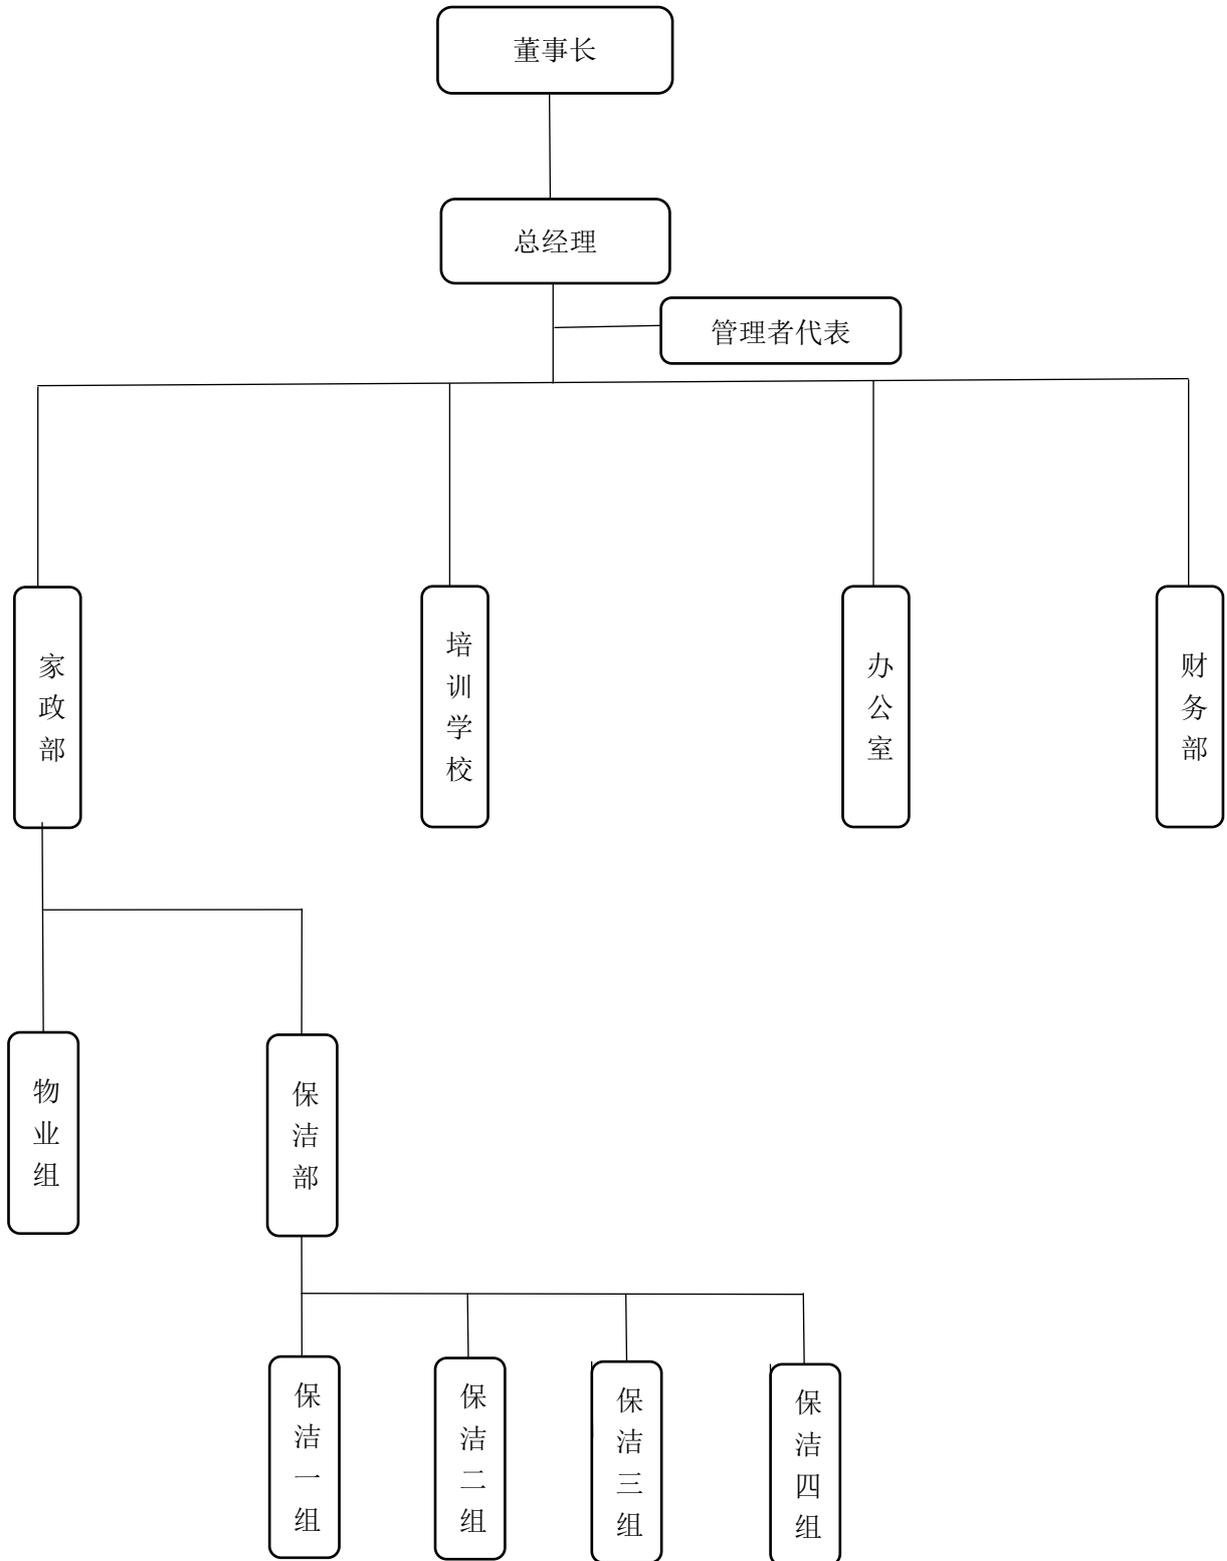 董事长
总经理
管理者代表
家政部
培训学校
办公室
财务部
物业组
保洁部
保洁一组
保洁二组
保洁三组
保洁四组